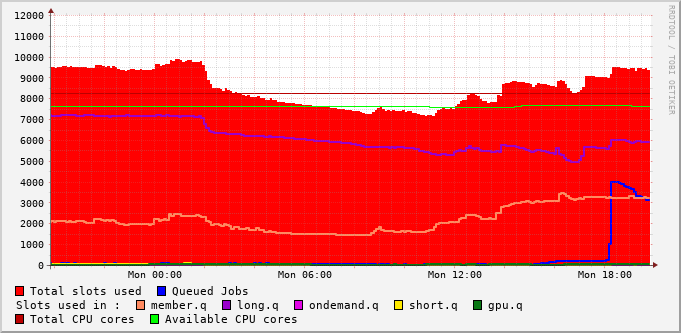 12000
11000
10000
9000
8000
7000
6000
5000
4000
3000
2000
1000
0
Mon 00:00 Mon 06:00 Mon 12:00 Mon 18:00
RRDTOOL / TOBI OETIKER
Total slots used Queued Jobs
Slots used in : member.q long.q ondemand.q short.q gpu.q
Total CPU cores Available CPU cores